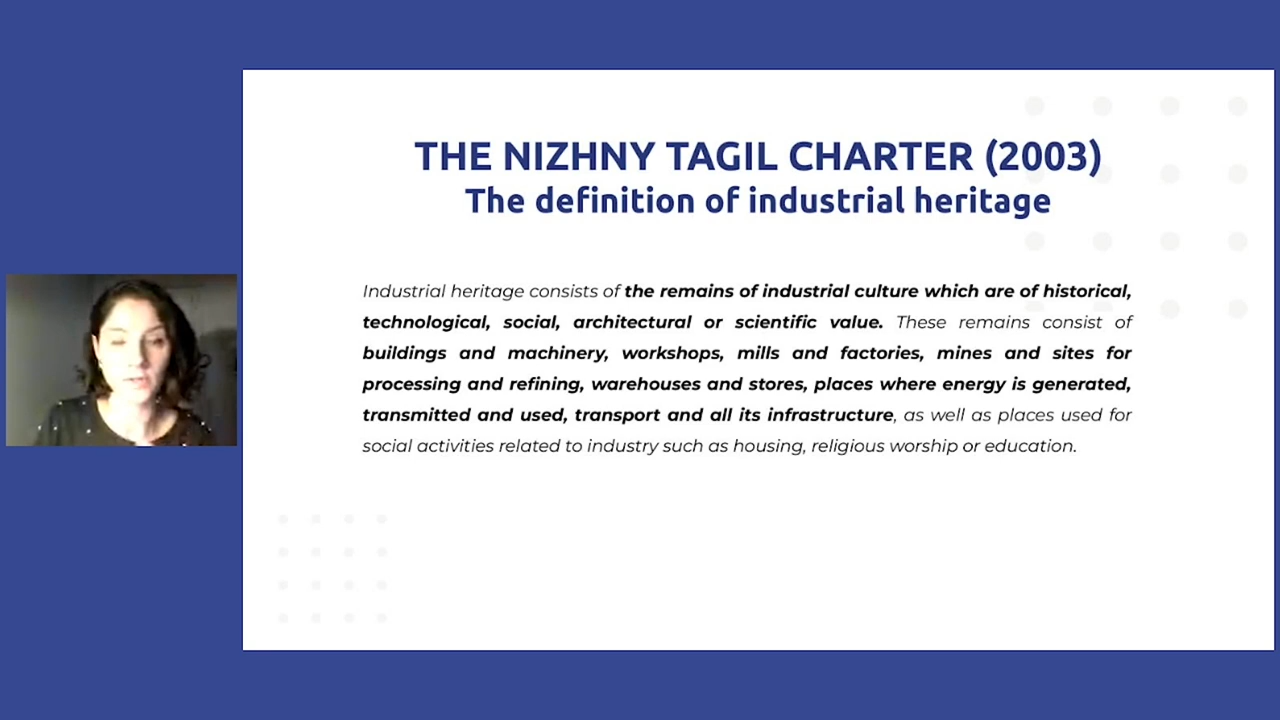 THE NIZHNY TAGIL CHARTER (2003)
The definition of industrial heritage
Industrial heritage consists of the remains of industrial culture which are of historical,
technological, social, architectural or scientific value. These remains consist of
buildings and machinery, workshops, mills and factories, mines and sites for
processing and refining, warehouses and stores, places where energy is generated,
transmitted and used, transport and all its infrastructure, as well as places used for
social activities related to industry such as housing, religious worship or education.